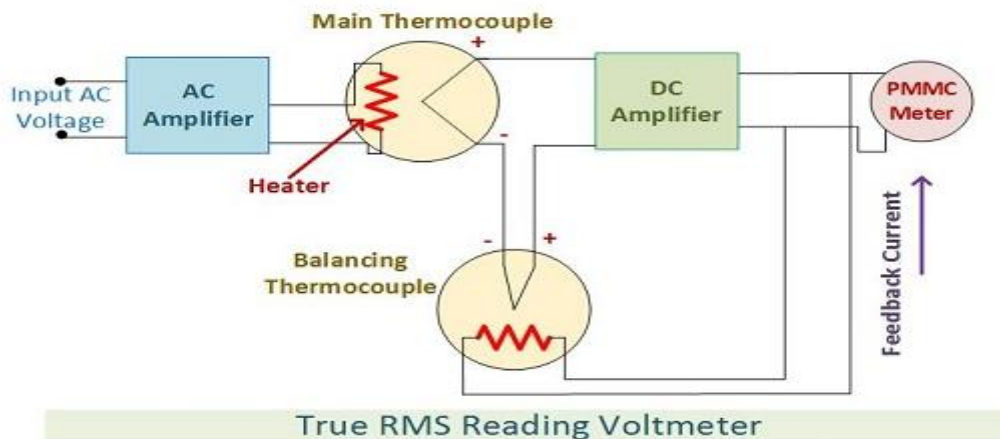 Main Thermocouple
+
Input AC
Voltage
AC
Amplifier
DC
Amplifier
PMMC
Meter
-
Heater
-
+
Balancing
Thermocouple
Feedback Current
True RMS Reading Voltmeter